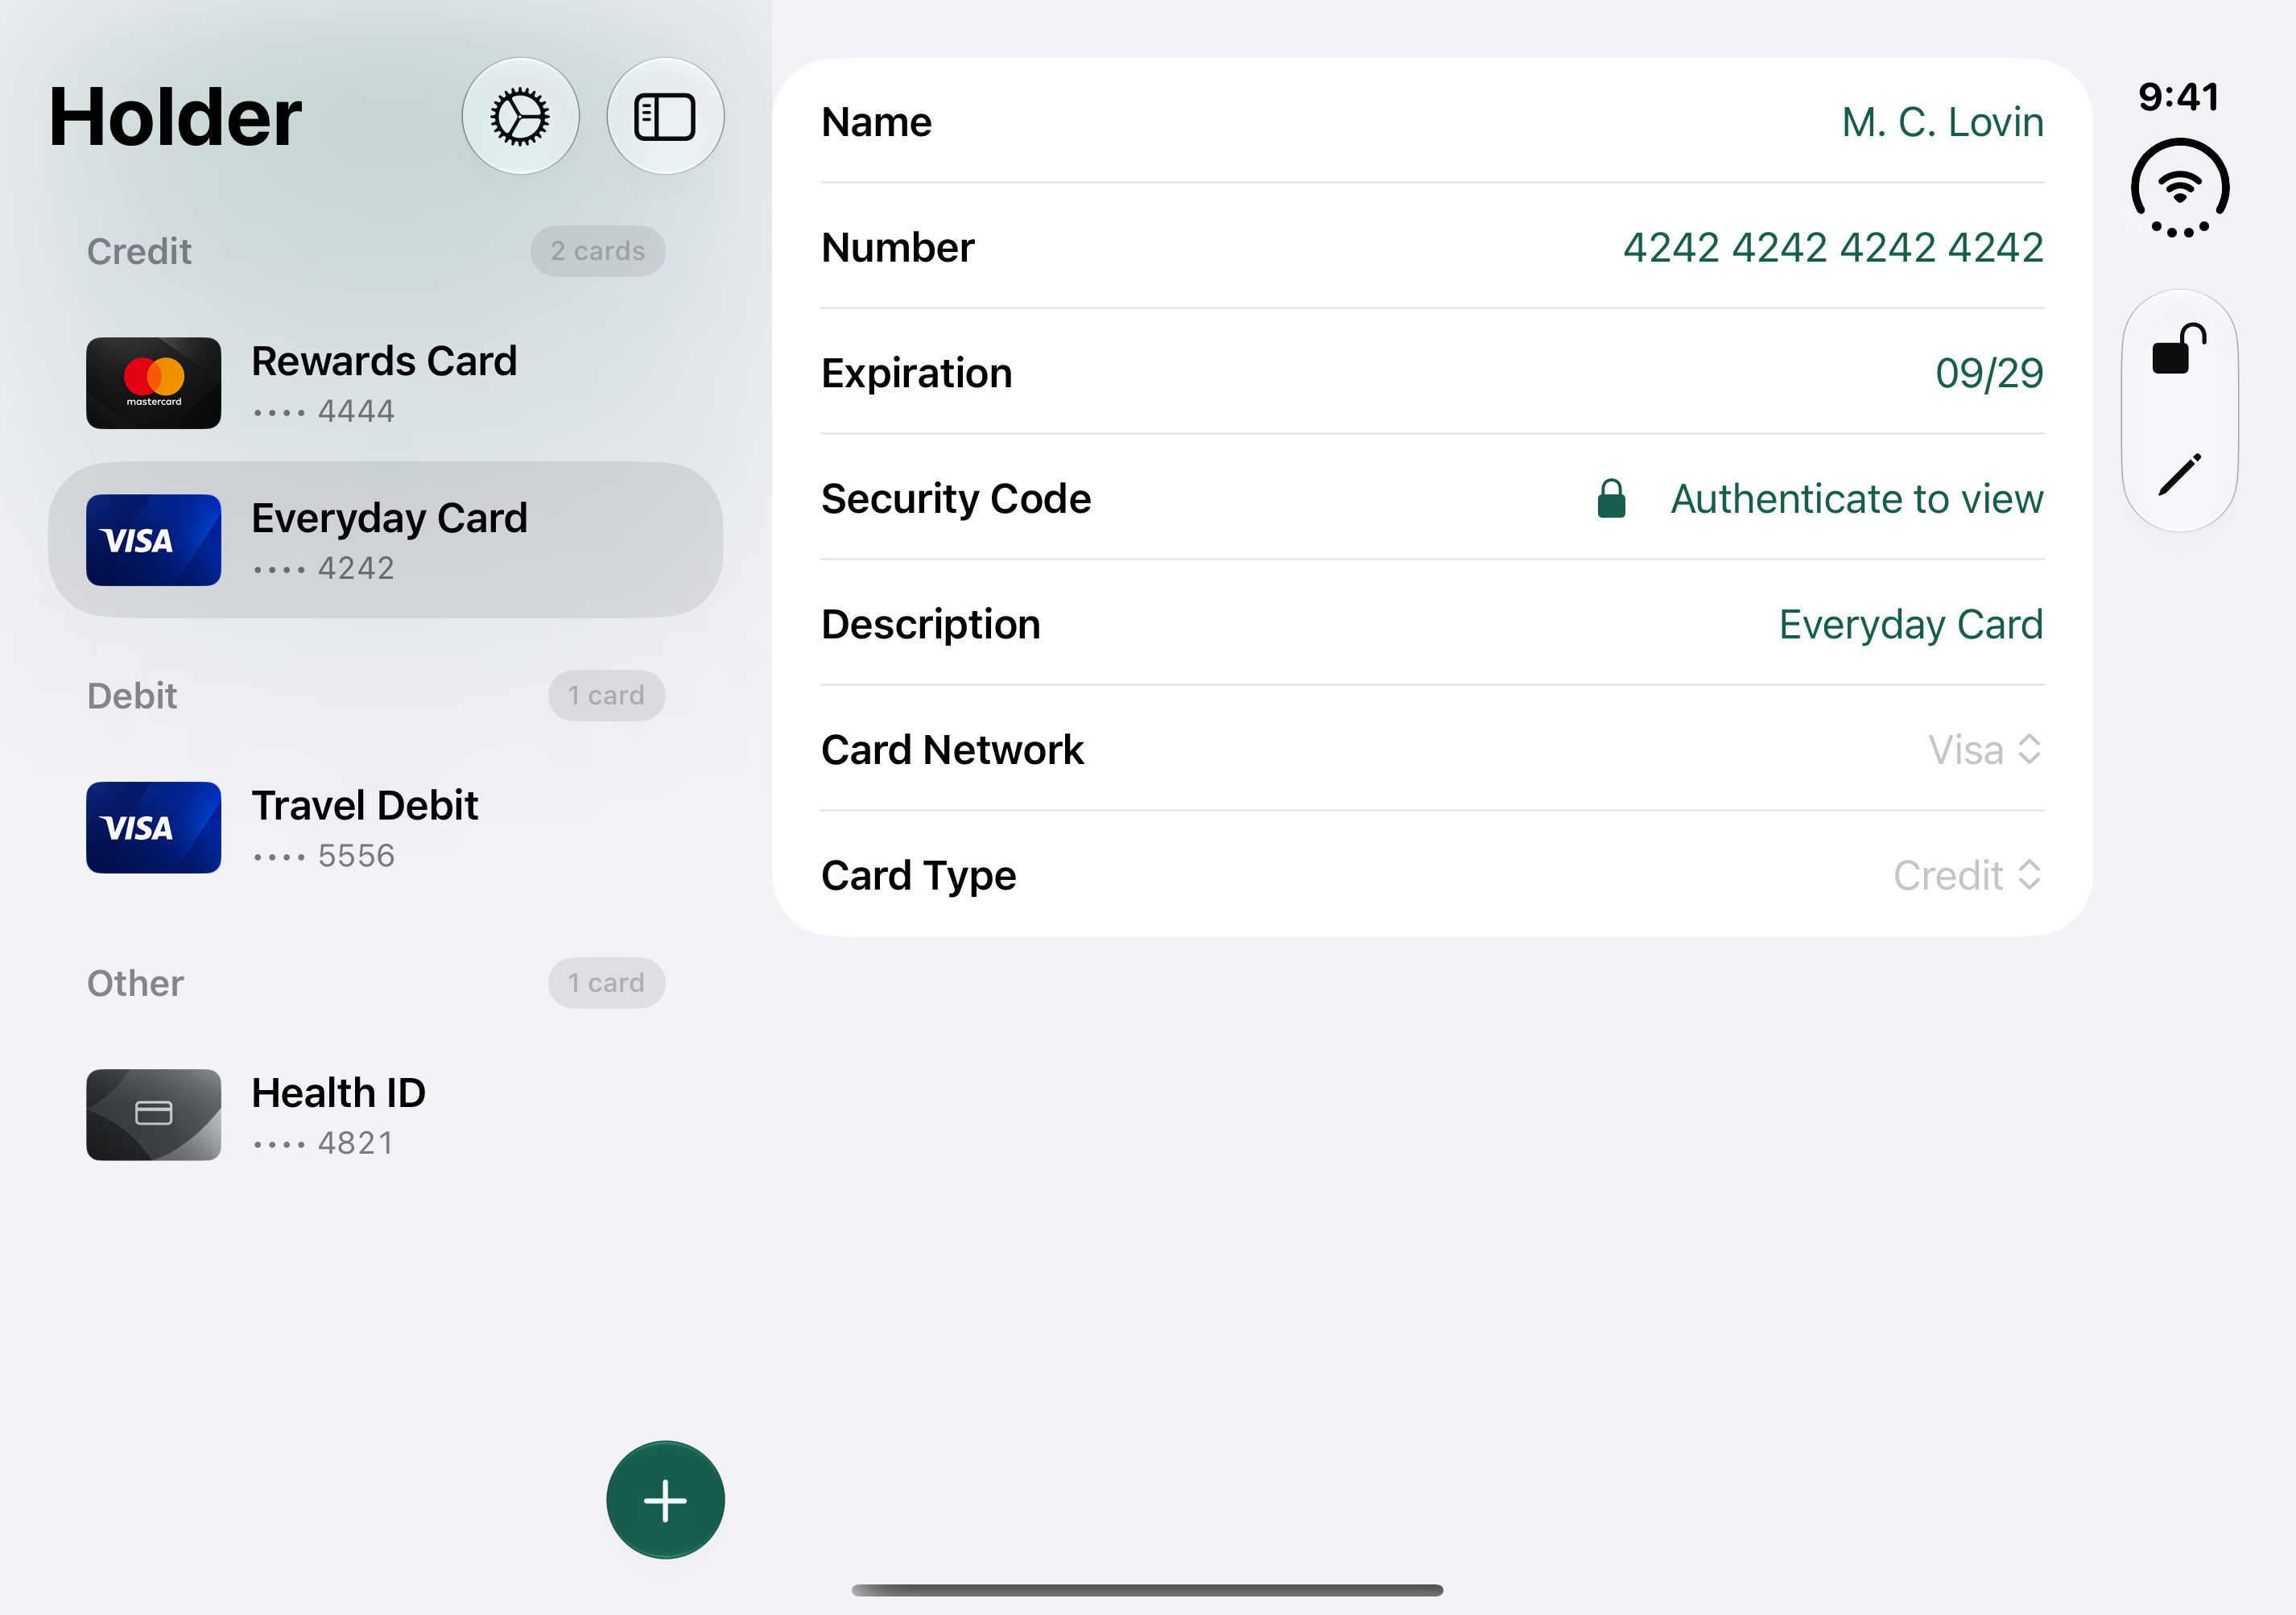 Holder
Credit
2 cards
mastercard
Rewards Card
•••• 4444
VISA
Everyday Card
•••• 4242
Debit
1 card
VISA
Travel Debit
•••• 5556
Other
1 card
Health ID
•••• 4821
Name
M. C. Lovin
Number
4242 4242 4242 4242
Expiration
09/29
Security Code
Authenticate to view
Description
Everyday Card
Card Network
Visa
Card Type
Credit
9:41